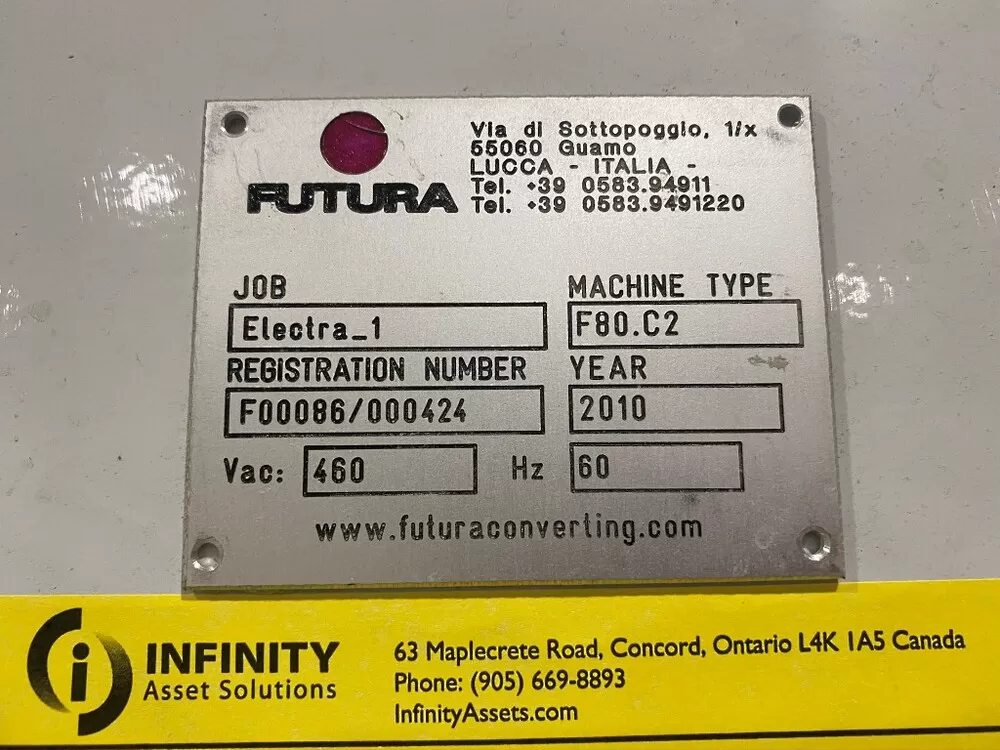 FUTURA
Via di Sottopoggio, 1/x
55060 Guamo
LUCCA - ITALIA -
Tel. +39 0583.94911
Tel. +39 0583.9491220
JOB
Electra_1
MACHINE TYPE
F80.C2
REGISTRATION NUMBER
F00086/000424
YEAR
2010
Vac: 460 Hz 60
www.futuraconverting.com
i INFINITY
Asset Solutions
63 Maplecrete Road, Concord, Ontario L4K 1A5 Canada
Phone: (905) 669-8893
InfinityAssets.com